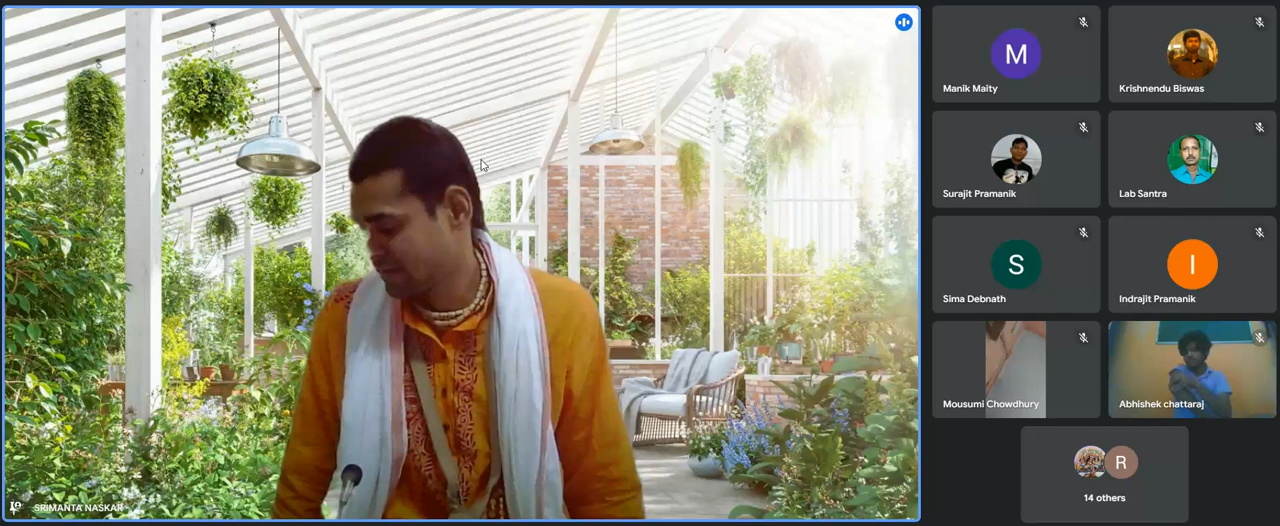 SRIMANTA NASKAR
M
Manik Maity
Krishnendu Biswas
Surajit Pramanik
Lab Santra
S
Sima Debnath
I
Indrajit Pramanik
Mousumi Chowdhury
Abhishek chattaraj
R
14 others